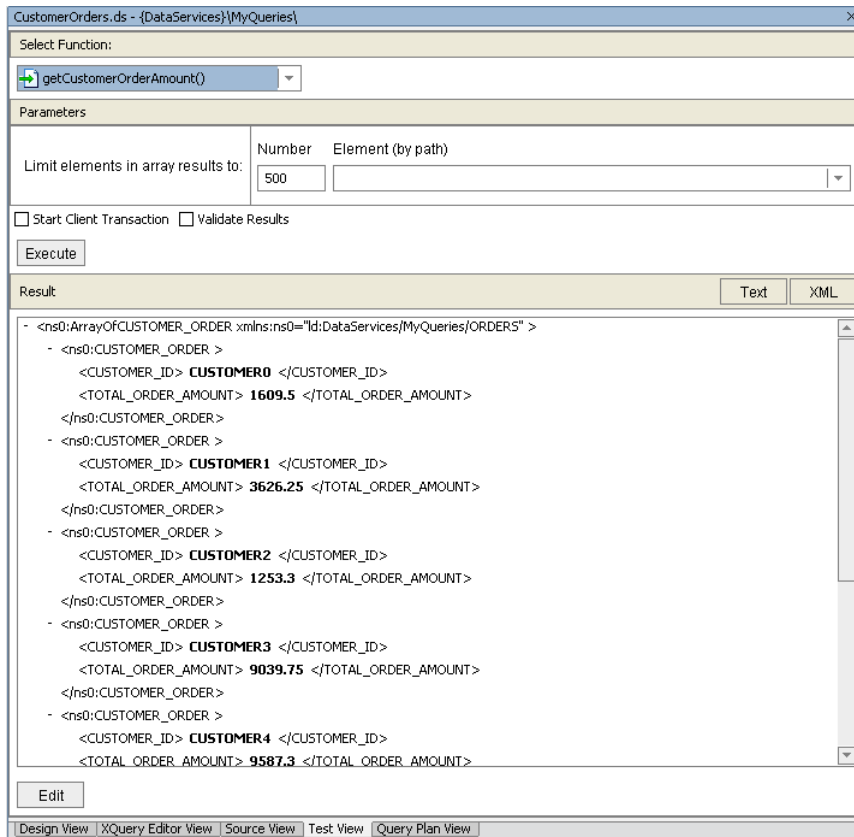 CustomerOrders.ds - {DataServices}\MyQueries\
Select Function:
getCustomerOrderAmount()
Parameters
Number Element (by path)
Limit elements in array results to:
500
Start Client Transaction Validate Results
Execute
Result Text XML
- <ns0:ArrayOfCUSTOMER_ORDER xmlns:ns0="ld:DataServices/MyQueries/ORDERS" >
- <ns0:CUSTOMER_ORDER >
<CUSTOMER_ID> CUSTOMER0 </CUSTOMER_ID>
<TOTAL_ORDER_AMOUNT> 1609.5 </TOTAL_ORDER_AMOUNT>
</ns0:CUSTOMER_ORDER>
- <ns0:CUSTOMER_ORDER >
<CUSTOMER_ID> CUSTOMER1 </CUSTOMER_ID>
<TOTAL_ORDER_AMOUNT> 3626.25 </TOTAL_ORDER_AMOUNT>
</ns0:CUSTOMER_ORDER>
- <ns0:CUSTOMER_ORDER >
<CUSTOMER_ID> CUSTOMER2 </CUSTOMER_ID>
<TOTAL_ORDER_AMOUNT> 1253.3 </TOTAL_ORDER_AMOUNT>
</ns0:CUSTOMER_ORDER>
- <ns0:CUSTOMER_ORDER >
<CUSTOMER_ID> CUSTOMER3 </CUSTOMER_ID>
<TOTAL_ORDER_AMOUNT> 9039.75 </TOTAL_ORDER_AMOUNT>
</ns0:CUSTOMER_ORDER>
- <ns0:CUSTOMER_ORDER >
<CUSTOMER_ID> CUSTOMER4 </CUSTOMER_ID>
<TOTAL_ORDER_AMOUNT> 9587.3 </TOTAL_ORDER_AMOUNT>
Edit
Design View XQuery Editor View Source View Test View Query Plan View